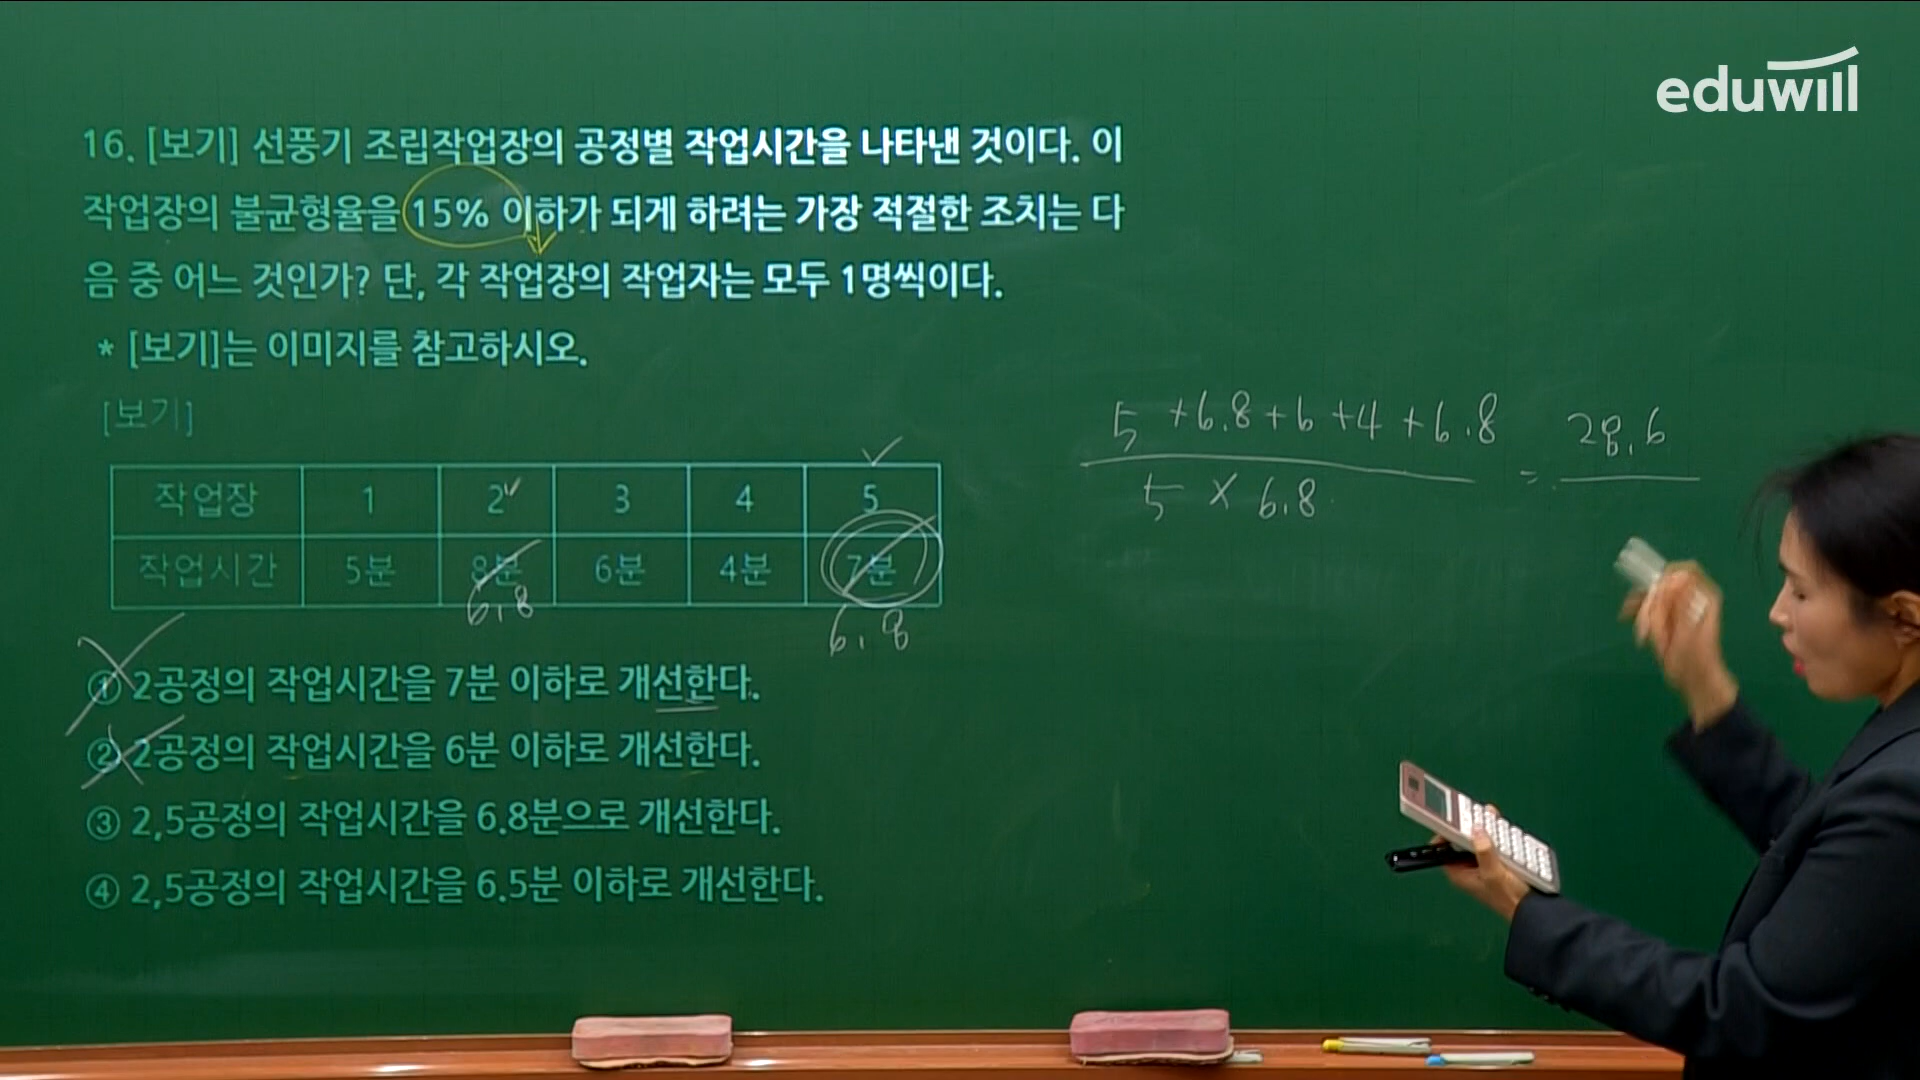 eduwill
16. [보기] 선풍기 조립작업장의 공정별 작업시간을 나타낸 것이다. 이
작업장의 불균형율을 15% 이하가 되게 하려는 가장 적절한 조치는 다
음 중 어느 것인가? 단, 각 작업장의 작업자는 모두 1명씩이다.
* [보기]는 이미지를 참고하시오.
[보기]
작업장 1 2 3 4 5
작업시간 5분 8분 6분 4분 7분
6.8 6.8
① 2공정의 작업시간을 7분 이하로 개선한다.
② 2공정의 작업시간을 6분 이하로 개선한다.
③ 2,5공정의 작업시간을 6.8분으로 개선한다.
④ 2,5공정의 작업시간을 6.5분 이하로 개선한다.
5 +6.8+6+4+6.8 = 28.6
5 × 6.8